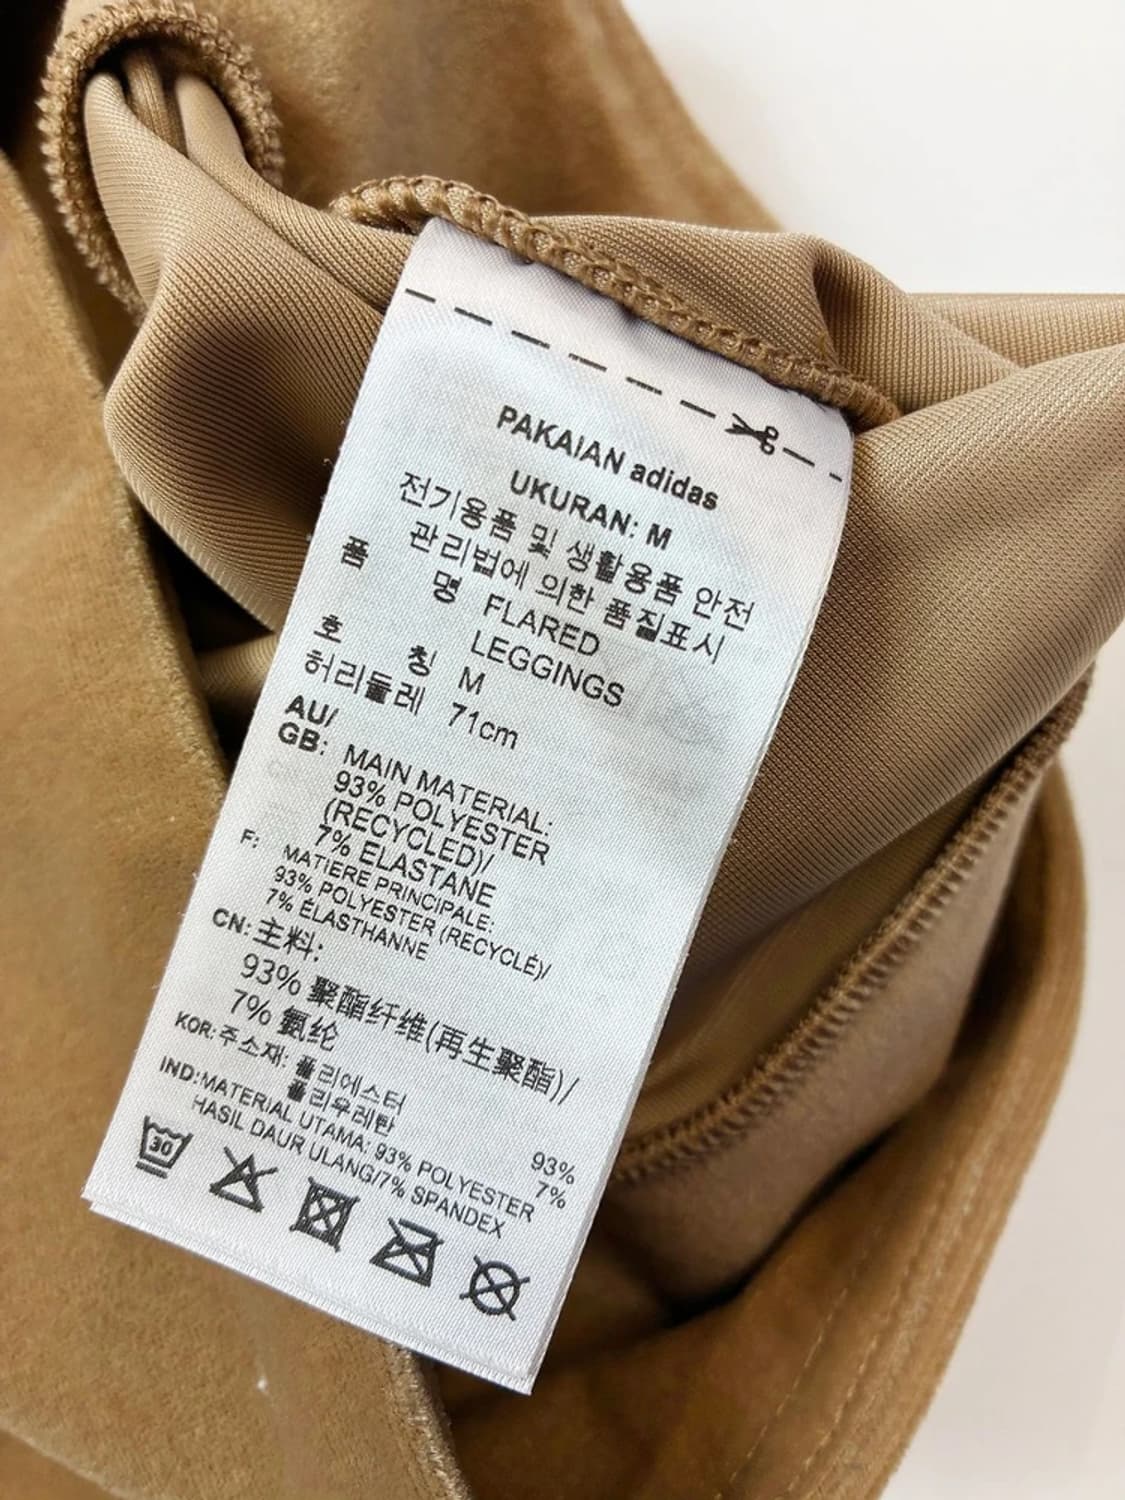 PAKAIAN adidas
UKURAN: M
전기용품 및 생활용품 안전
관리법에 의한 품질표시
품 명 FLARED
LEGGINGS
호 칭 M
허리둘레 71cm
AU/
GB: MAIN MATERIAL:
93% POLYESTER
(RECYCLED)/
7% ELASTANE
F: MATIERE PRINCIPALE:
93% POLYESTER (RECYCLÉ)/
7% ÉLASTHANNE
CN: 主料:
93% 聚酯纤维(再生聚酯)/
7% 氨纶
KOR: 주소재: 폴리에스터 93%
폴리우레탄 7%
IND: MATERIAL UTAMA: 93% POLYESTER
HASIL DAUR ULANG/7% SPANDEX
30